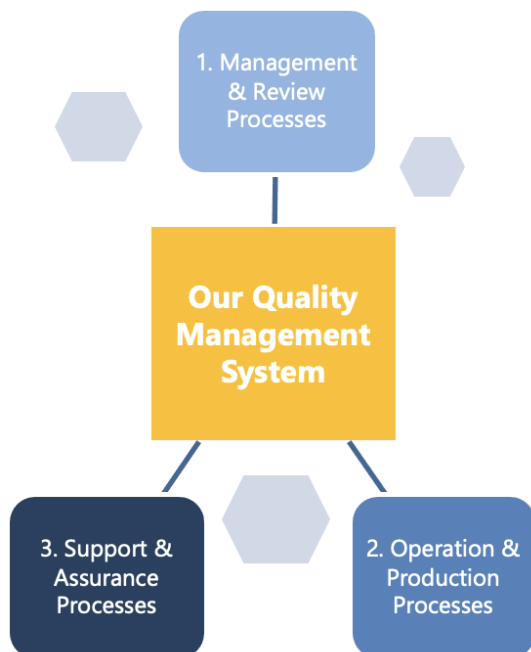 1. Management
& Review
Processes
Our Quality
Management
System
3. Support &
Assurance
Processes
2. Operation &
Production
Processes